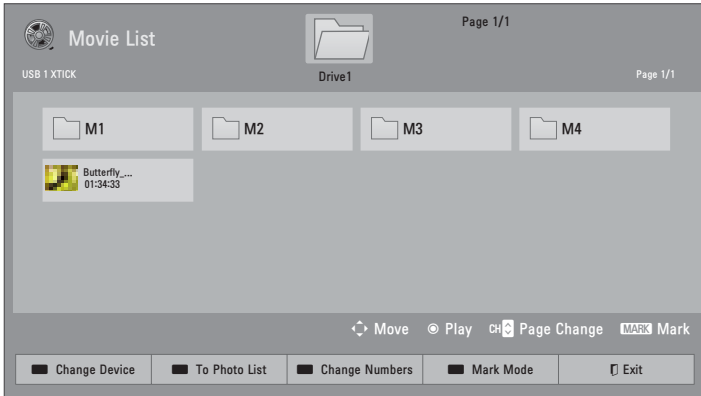 Page 1/1
Movie List
USB 1 XTICK
Drive1
Page 1/1
M1
M2
M3
M4
Butterfly_...
01:34:33
Move
Play
CH
Page Change
MARK
Mark
Change Device
To Photo List
Change Numbers
Mark Mode
Exit